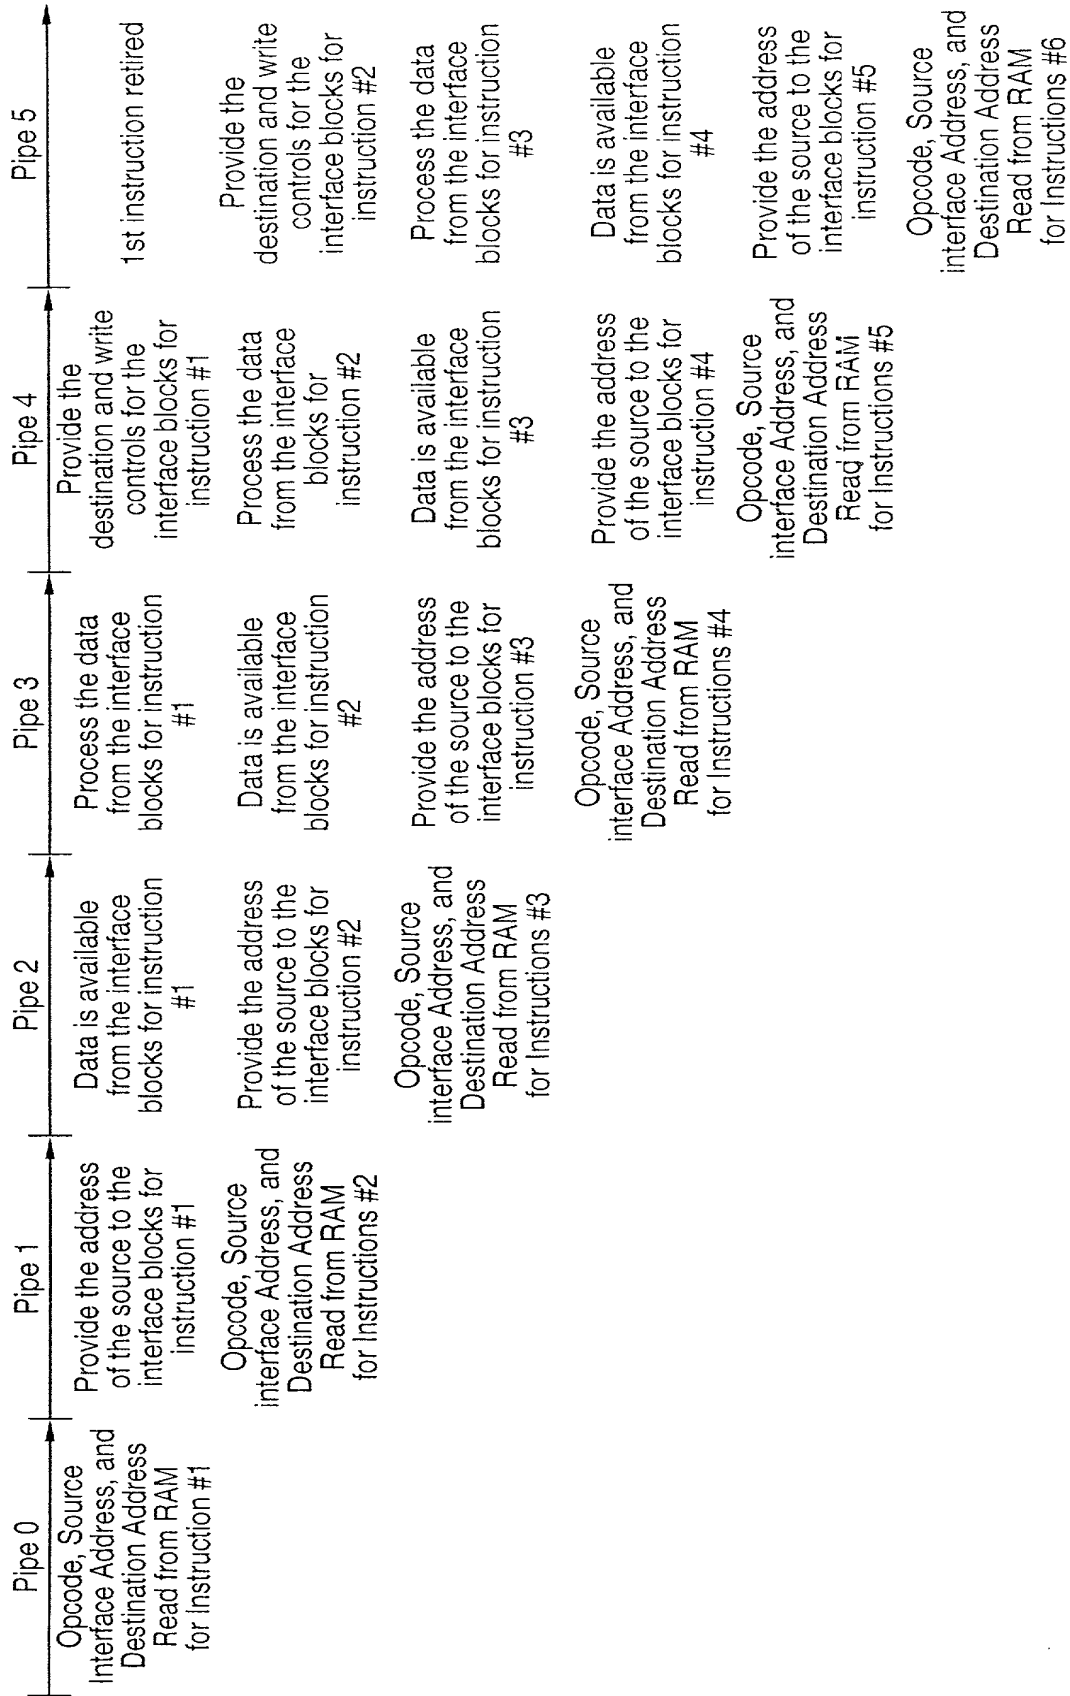 Pipe 0
Opcode, Source
Interface Address, and
Destination Address
Read from RAM
for Instruction #1
Pipe 1
Provide the address
of the source to the
interface blocks for
instruction #1
Opcode, Source
interface Address, and
Destination Address
Read from RAM
for Instructions #2
Pipe 2
Data is available
from the interface
blocks for instruction
#1
Provide the address
of the source to the
interface blocks for
instruction #2
Opcode, Source
interface Address, and
Destination Address
Read from RAM
for Instructions #3
Pipe 3
Process the data
from the interface
blocks for instruction
#1
Data is available
from the interface
blocks for instruction
#2
Provide the address
of the source to the
interface blocks for
instruction #3
Opcode, Source
interface Address, and
Destination Address
Read from RAM
for Instructions #4
Pipe 4
Provide the
destination and write
controls for the
interface blocks for
instruction #1
Process the data
from the interface
blocks for
instruction #2
Data is available
from the interface
blocks for instruction
#3
Provide the address
of the source to the
interface blocks for
instruction #4
Opcode, Source
interface Address, and
Destination Address
Read from RAM
for Instructions #5
Pipe 5
1st instruction retired
Provide the
destination and write
controls for the
interface blocks for
instruction #2
Process the data
from the interface
blocks for instruction
#3
Data is available
from the interface
blocks for instruction
#4
Provide the address
of the source to the
interface blocks for
instruction #5
Opcode, Source
interface Address, and
Destination Address
Read from RAM
for Instructions #6